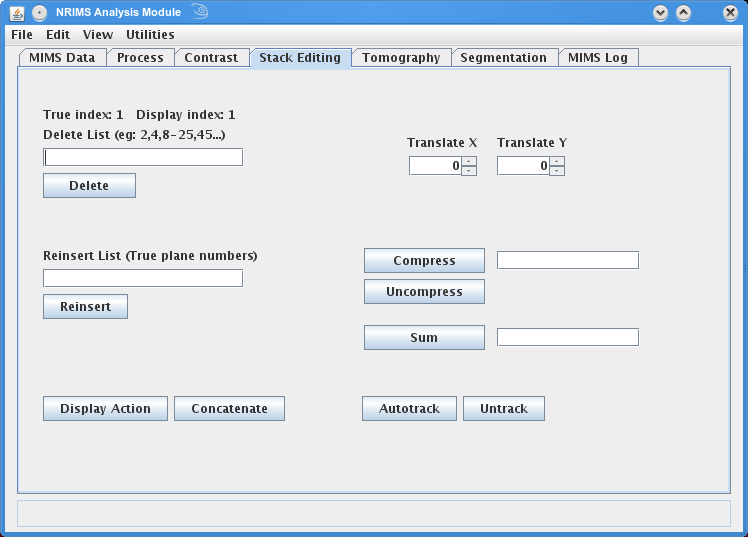 NRIMS Analysis Module
File Edit View Utilities
MIMS Data Process Contrast Stack Editing Tomography Segmentation MIMS Log
True index: 1 Display index: 1
Delete List (eg: 2,4,8-25,45...)
Translate X Translate Y
0 0
Delete
Reinsert List (True plane numbers)
Compress
Uncompress
Reinsert
Sum
Display Action Concatenate Autotrack Untrack